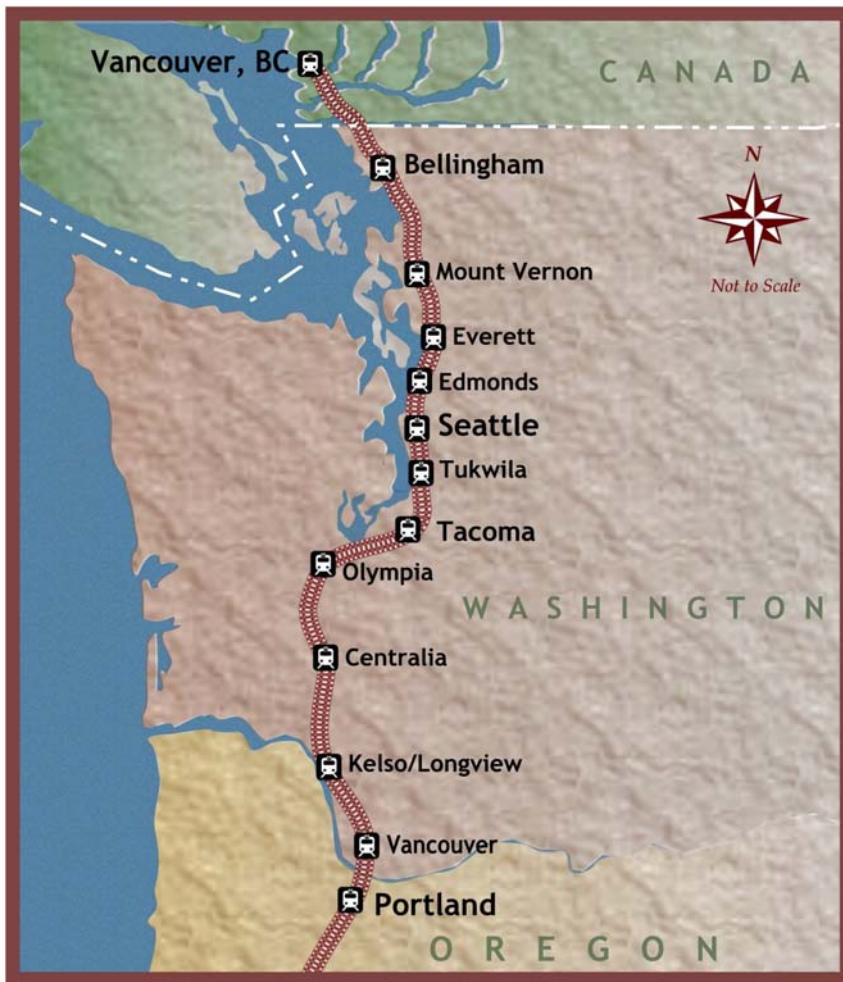 Vancouver, BC
CANADA
N
Bellingham
Mount Vernon
Not to Scale
Everett
Edmonds
Seattle
Tukwila
Tacoma
Olympia
WASHINGTON
Centralia
Kelso/Longview
Vancouver
Portland
OREGON